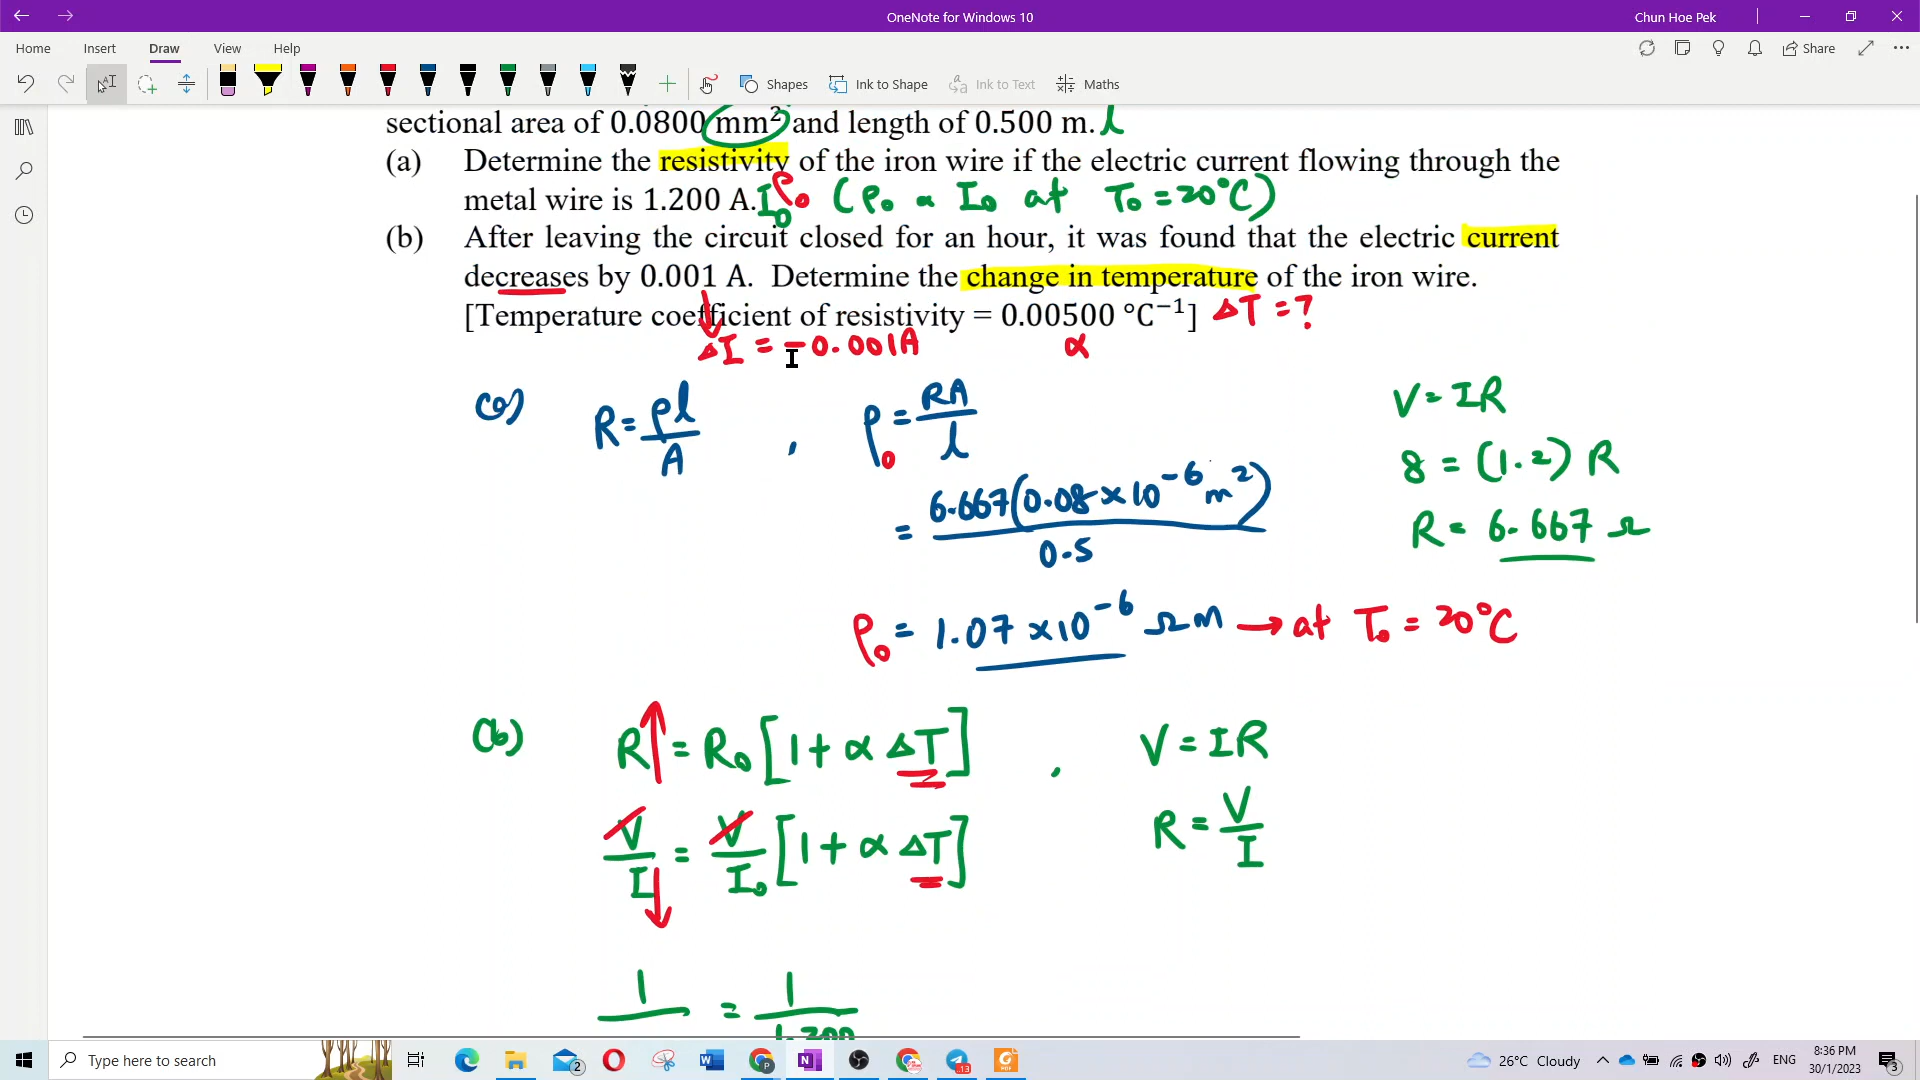 OneNote for Windows 10
Chun Hoe Pek
Home Insert Draw View Help
Share
Shapes Ink to Shape Ink to Text Maths
sectional area of 0.0800 mm² and length of 0.500 m. l
(a) Determine the resistivity of the iron wire if the electric current flowing through the
metal wire is 1.200 A. I₀ ρ₀ (ρ₀ α I₀ at T₀ = 20°C)
(b) After leaving the circuit closed for an hour, it was found that the electric current
decreases by 0.001 A. Determine the change in temperature of the iron wire.
[Temperature coefficient of resistivity = 0.00500 °C⁻¹] ΔT = ?
ΔI = -0.001A α
(a) R = ρl/A , ρ₀ = RA/l
= 6.667(0.08 × 10⁻⁶ m²)/0.5
ρ₀ = 1.07 × 10⁻⁶ Ωm → at T₀ = 20°C
V = IR
8 = (1.2) R
R = 6.667 Ω
(b) R = R₀ [1 + α ΔT] , V = IR
V/I = V/I₀ [1 + α ΔT] R = V/I
1 = 1/1.200
Type here to search
2
13
26°C Cloudy
ENG
8:36 PM
30/1/2023
3